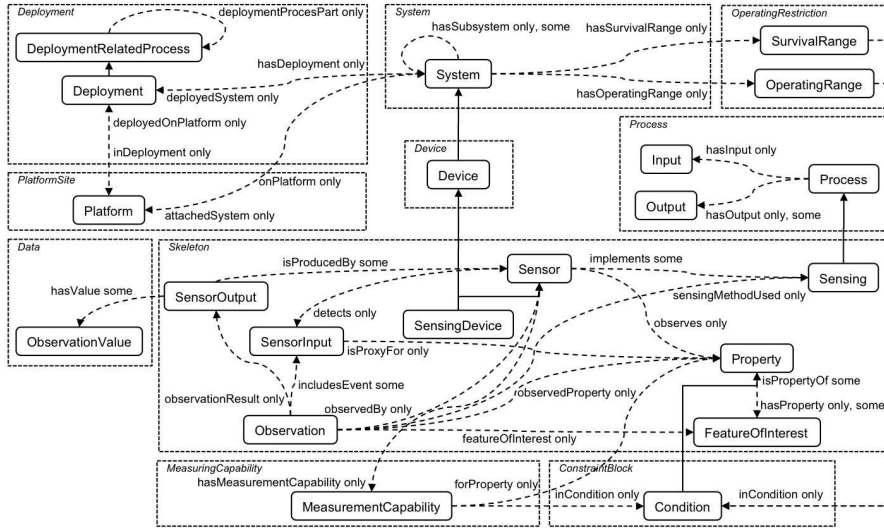 Deployment
deploymentProcesPart only
DeploymentRelatedProcess
Deployment
hasDeployment only
deployedSystem only
deployedOnPlatform only
inDeployment only
System
hasSubsystem only, some
System
hasSurvivalRange only
hasOperatingRange only
OperatingRestriction
SurvivalRange
OperatingRange
Process
hasInput only
Input
Process
Output
hasOutput only, some
Device
Device
PlatformSite
onPlatform only
Platform
attachedSystem only
Data
hasValue some
ObservationValue
Skeleton
isProducedBy some
Sensor
implements some
SensorOutput
Sensing
sensingMethodUsed only
detects only
SensingDevice
observes only
SensorInput
isProxyFor only
Property
isPropertyOf some
includesEvent some
observedProperty only
observationResult only
observedBy only
hasProperty only, some
Observation
featureOfInterest only
FeatureOfInterest
MeasuringCapability
hasMeasurementCapability only
forProperty only
MeasurementCapability
ConstraintBlock
inCondition only
Condition
inCondition only